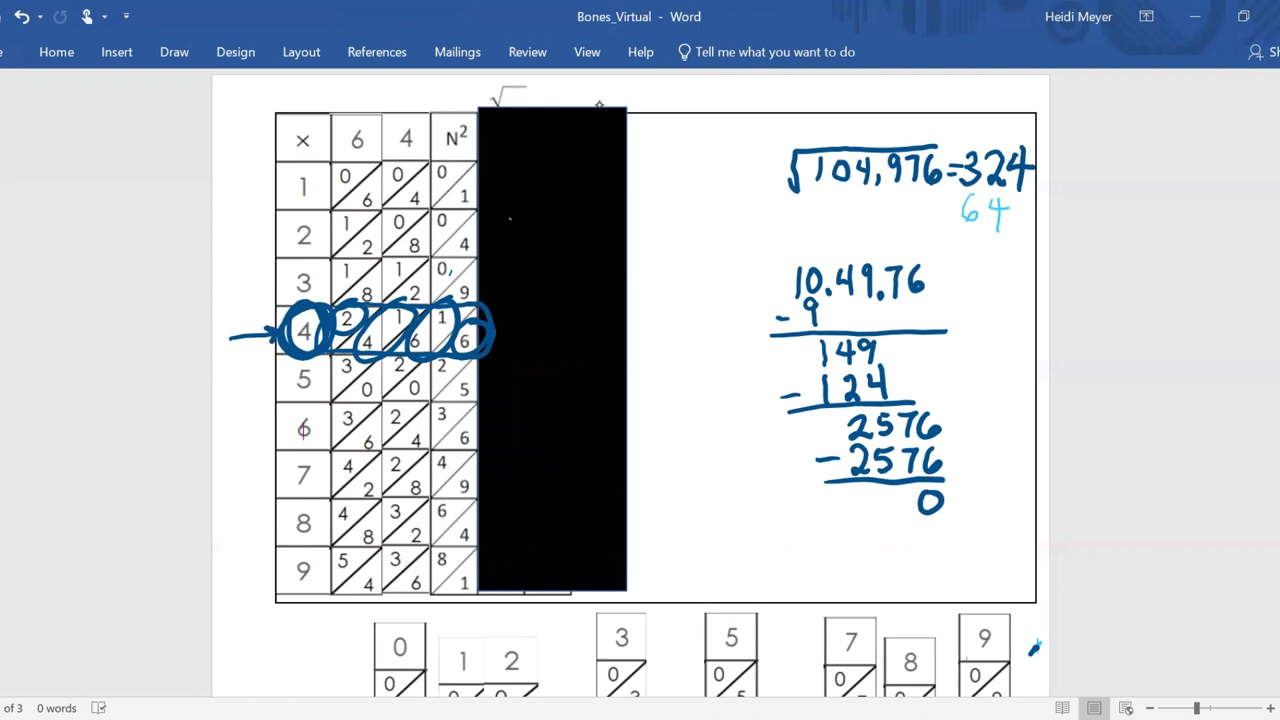 Bones_Virtual - Word
Heidi Meyer
Home Insert Draw Design Layout References Mailings Review View Help Tell me what you want to do
√
× 6 4 N²
1 0/6 0/4 0/1
2 1/2 0/8 0/4
3 1/8 1/2 0/9
4 2/4 1/6 1/6
5 3/0 2/0 2/5
6 3/6 2/4 3/6
7 4/2 2/8 4/9
8 4/8 3/2 6/4
9 5/4 3/6 8/1
√104,976 = 324
64
10.49.76
- 9
149
- 124
2576
- 2576
0
0 1 2 3 5 7 8 9
0 0 0 0 0
of 3 0 words